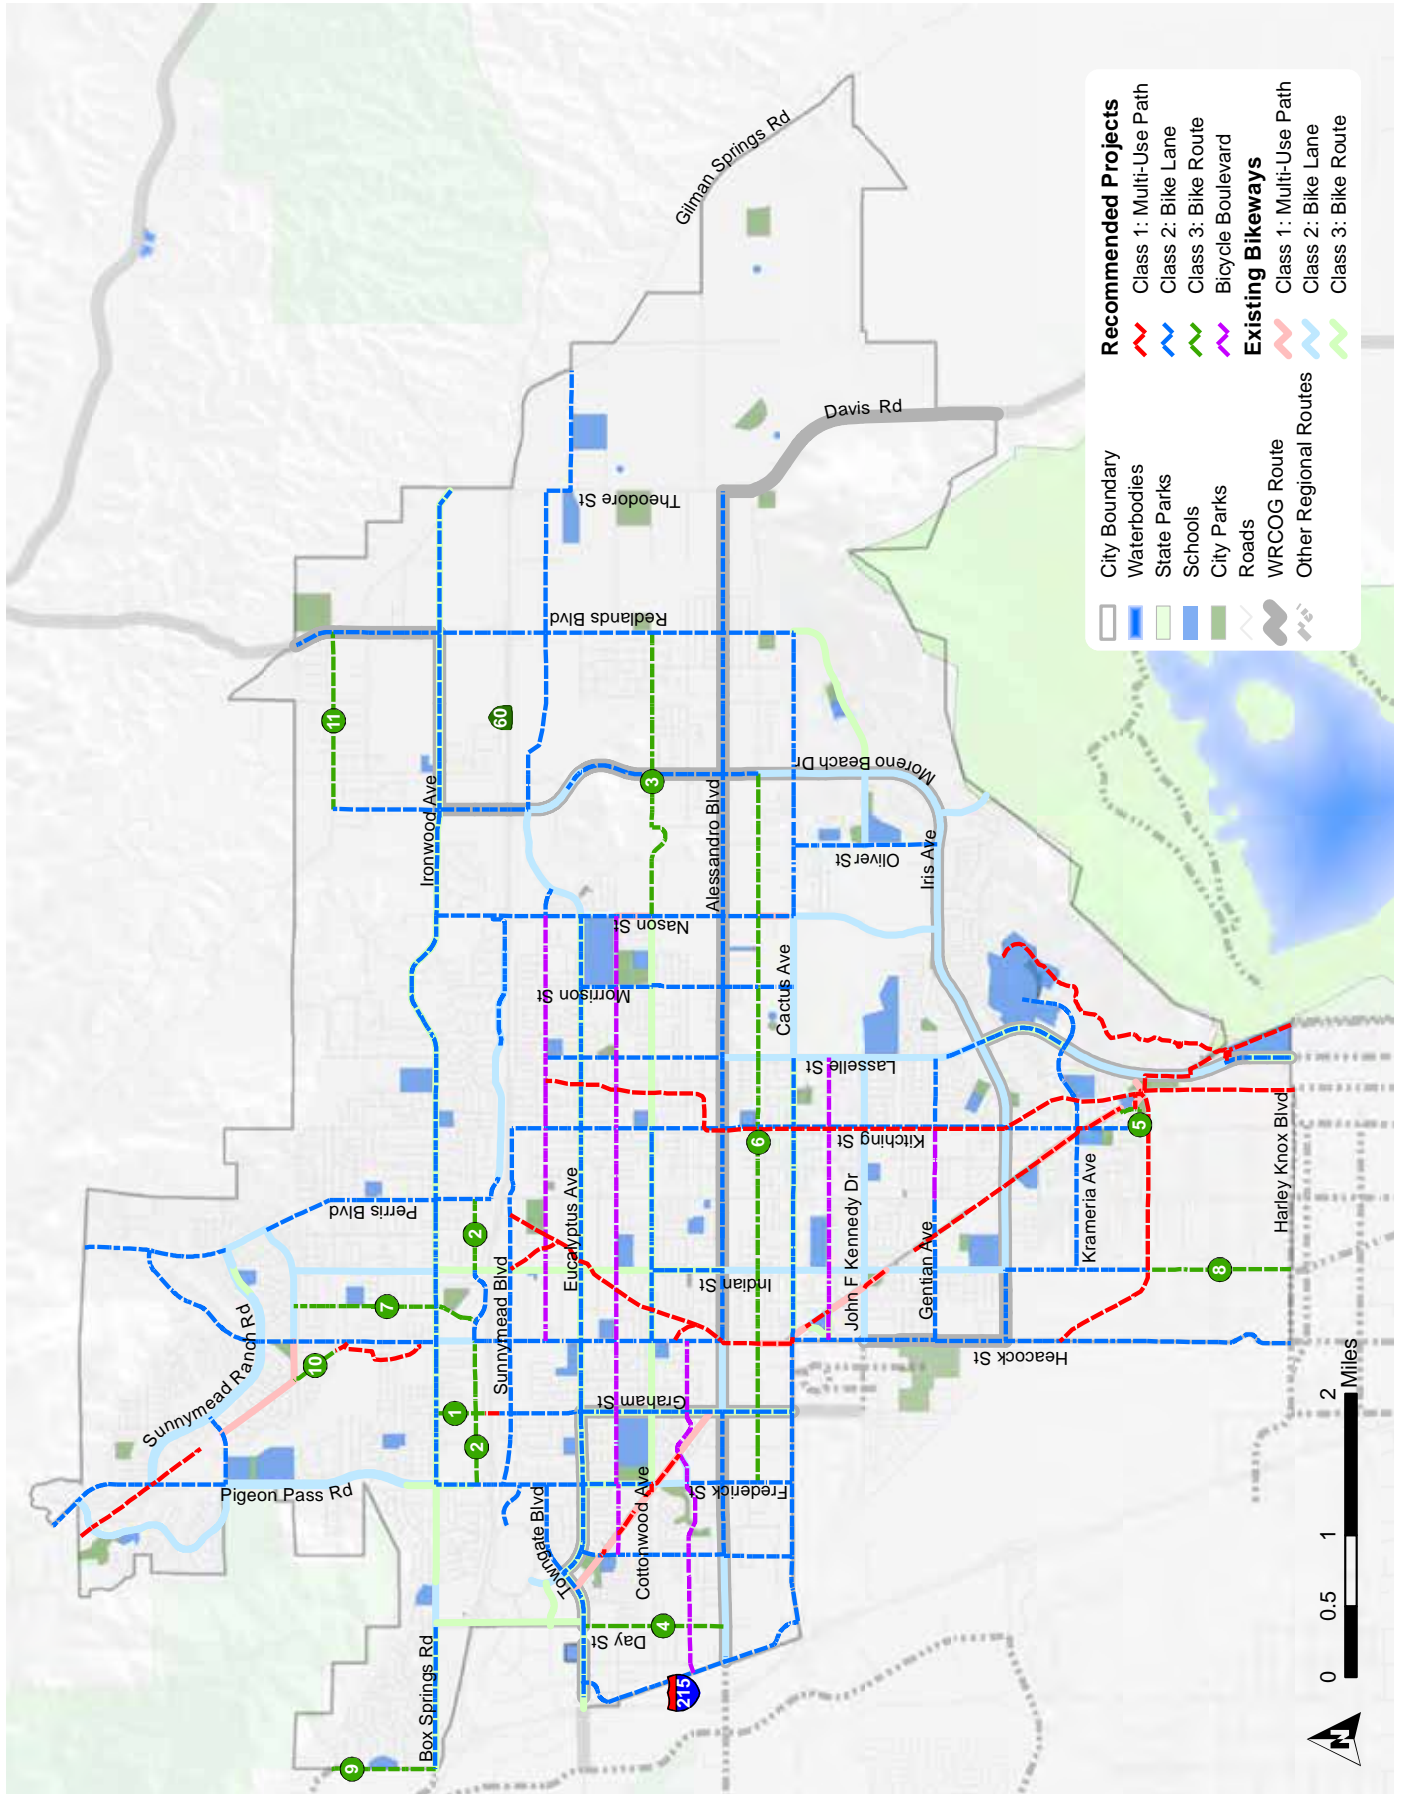 Gilman Springs Rd
Davis Rd
Theodore St
Redlands Blvd
60
11
3
Ironwood Ave
Moreno Beach Dr
Alessandro Blvd
Oliver St
Iris Ave
Nason St
Morrison St
Cactus Ave
Lasselle St
Kitching St
6
5
Perris Blvd
2
Eucalyptus Ave
John F Kennedy Dr
Gentian Ave
Krameria Ave
Harley Knox Blvd
8
Indian St
Sunnymead Blvd
7
Sunnymead Ranch Rd
10
Heacock St
1
2
Graham St
Pigeon Pass Rd
Frederick St
Towngate Blvd
Cottonwood Ave
Day St
4
215
Box Springs Rd
9
City Boundary
Waterbodies
State Parks
Schools
City Parks
Roads
WRCOG Route
Other Regional Routes
Recommended Projects
Class 1: Multi-Use Path
Class 2: Bike Lane
Class 3: Bike Route
Bicycle Boulevard
Existing Bikeways
Class 1: Multi-Use Path
Class 2: Bike Lane
Class 3: Bike Route
0 0.5 1 2
Miles
N